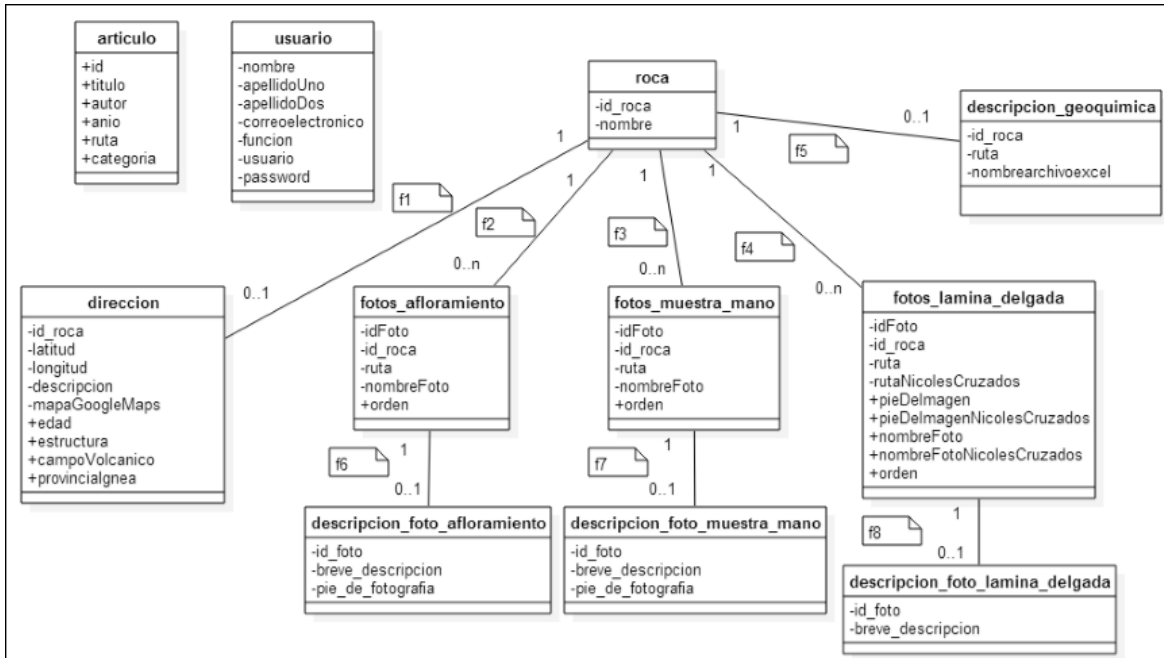 articulo
+id
+titulo
+autor
+anio
+ruta
+categoria
usuario
-nombre
-apellidoUno
-apellidoDos
-correoelectronico
-funcion
-usuario
-password
roca
-id_roca
-nombre
descripcion_geoquimica
-id_roca
-ruta
-nombrearchivoexcel
1
0..1
f5
1
0..1
f1
1
0..n
f2
1
0..n
f3
1
0..n
f4
direccion
-id_roca
-latitud
-longitud
-descripcion
-mapaGoogleMaps
+edad
+estructura
+campoVolcanico
+provinciaIgnea
fotos_afloramiento
-idFoto
-id_roca
-ruta
-nombreFoto
+orden
fotos_muestra_mano
-idFoto
-id_roca
-ruta
-nombreFoto
+orden
fotos_lamina_delgada
-idFoto
-id_roca
-ruta
-rutaNicolesCruzados
+pieDeImagen
+pieDeImagenNicolesCruzados
+nombreFoto
+nombreFotoNicolesCruzados
+orden
1
f6
0..1
1
f7
0..1
1
f8
0..1
descripcion_foto_afloramiento
-id_foto
-breve_descripcion
-pie_de_fotografia
descripcion_foto_muestra_mano
-id_foto
-breve_descripcion
-pie_de_fotografia
descripcion_foto_lamina_delgada
-id_foto
-breve_descripcion